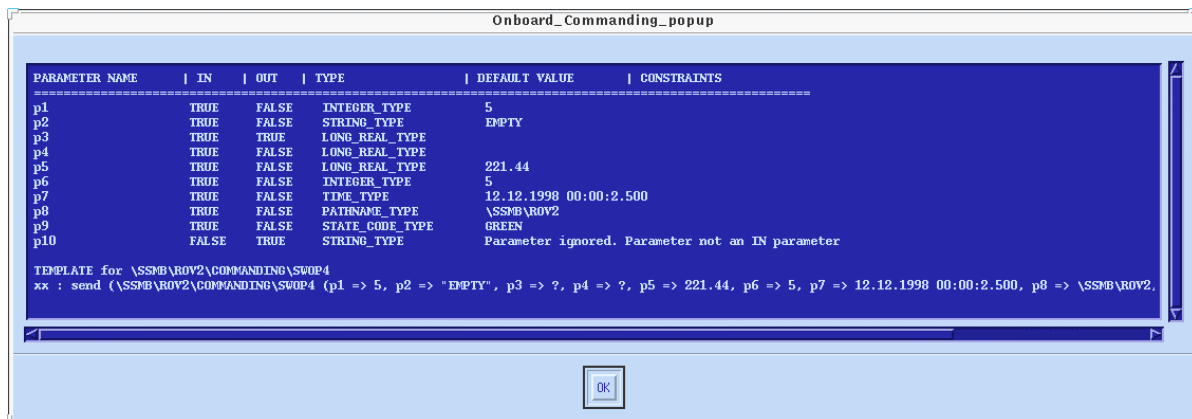 Onboard_Commanding_popup
PARAMETER NAME | IN | OUT | TYPE | DEFAULT VALUE | CONSTRAINTS
==========================================================================================================
p1 TRUE FALSE INTEGER_TYPE 5
p2 TRUE FALSE STRING_TYPE EMPTY
p3 TRUE TRUE LONG_REAL_TYPE
p4 TRUE FALSE LONG_REAL_TYPE
p5 TRUE FALSE LONG_REAL_TYPE 221.44
p6 TRUE FALSE INTEGER_TYPE 5
p7 TRUE FALSE TIME_TYPE 12.12.1998 00:00:2.500
p8 TRUE FALSE PATHNAME_TYPE \SSMB\ROV2
p9 TRUE FALSE STATE_CODE_TYPE GREEN
p10 FALSE TRUE STRING_TYPE Parameter ignored. Parameter not an IN parameter
TEMPLATE for \SSMB\ROV2\COMMANDING\SWOP4
xx : send (\SSMB\ROV2\COMMANDING\SWOP4 (p1 => 5, p2 => "EMPTY", p3 => ?, p4 => ?, p5 => 221.44, p6 => 5, p7 => 12.12.1998 00:00:2.500, p8 => \SSMB\ROV2,
OK